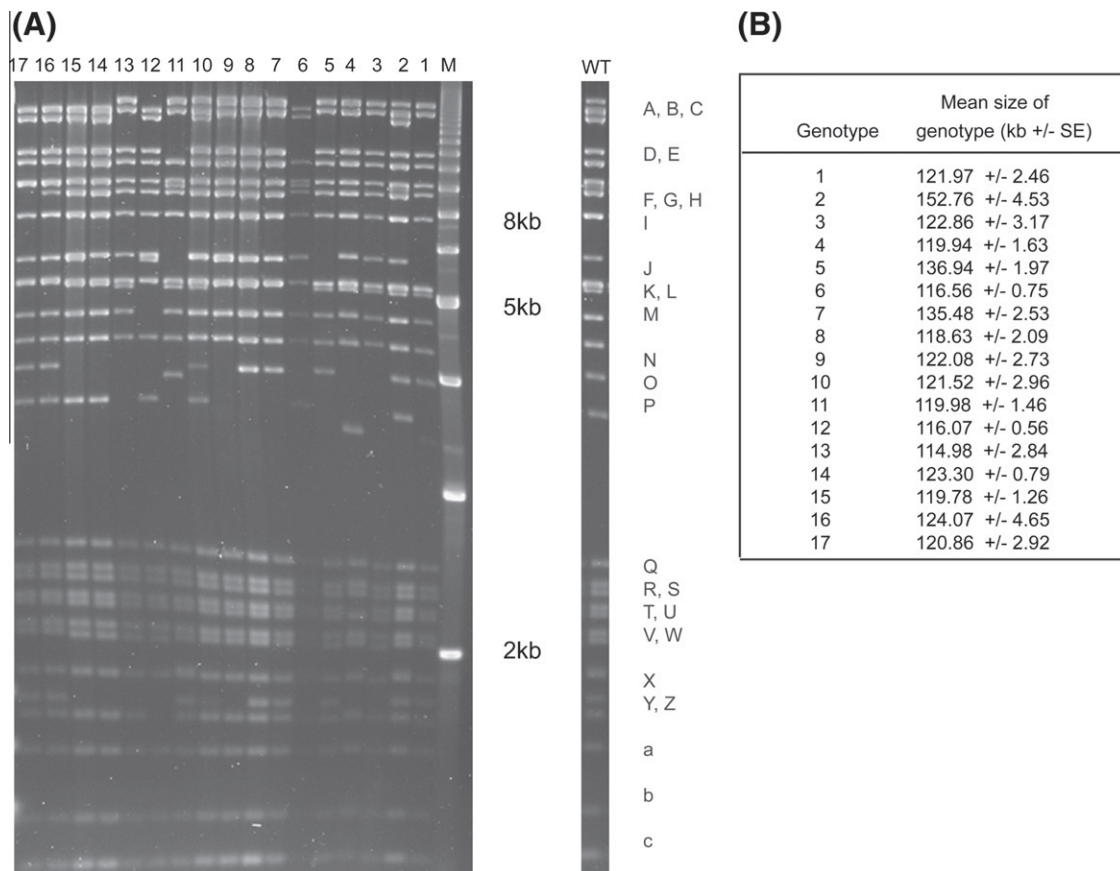 (A)
17 16 15 14 13 12 11 10 9 8 7 6 5 4 3 2 1 M WT
A, B, C
D, E
F, G, H
8kb I
J
K, L
5kb M
N
O
P
Q
R, S
T, U
V, W
2kb
X
Y, Z
a
b
c
(B)
Genotype Mean size of genotype (kb +/- SE)
1 121.97 +/- 2.46
2 152.76 +/- 4.53
3 122.86 +/- 3.17
4 119.94 +/- 1.63
5 136.94 +/- 1.97
6 116.56 +/- 0.75
7 135.48 +/- 2.53
8 118.63 +/- 2.09
9 122.08 +/- 2.73
10 121.52 +/- 2.96
11 119.98 +/- 1.46
12 116.07 +/- 0.56
13 114.98 +/- 2.84
14 123.30 +/- 0.79
15 119.78 +/- 1.26
16 124.07 +/- 4.65
17 120.86 +/- 2.92